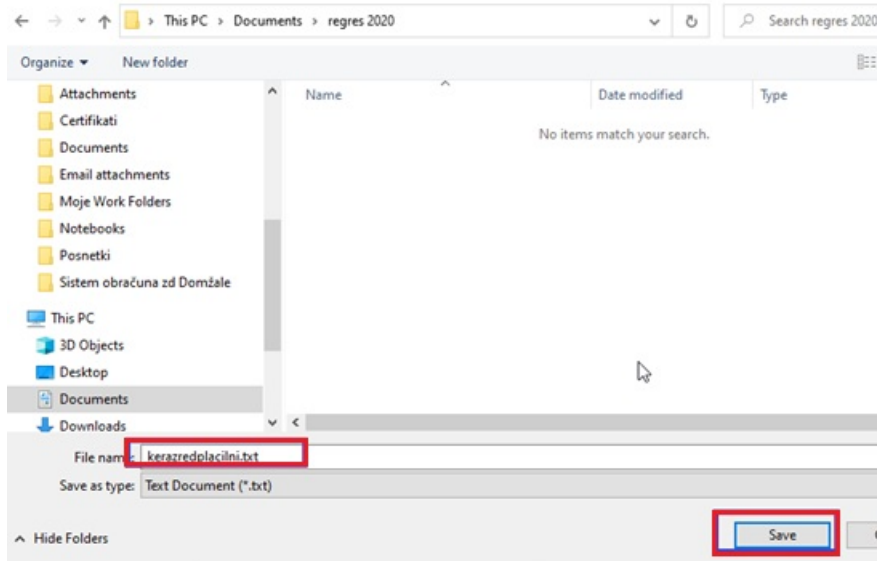 This PC > Documents > regres 2020
Search regres 2020
Organize New folder
Name Date modified Type
No items match your search.
Attachments
Certifikati
Documents
Email attachments
Moje Work Folders
Notebooks
Posnetki
Sistem obračuna zd Domžale
This PC
3D Objects
Desktop
Documents
Downloads
File name: kerazredplacilni.txt
Save as type: Text Document (*.txt)
Hide Folders
Save